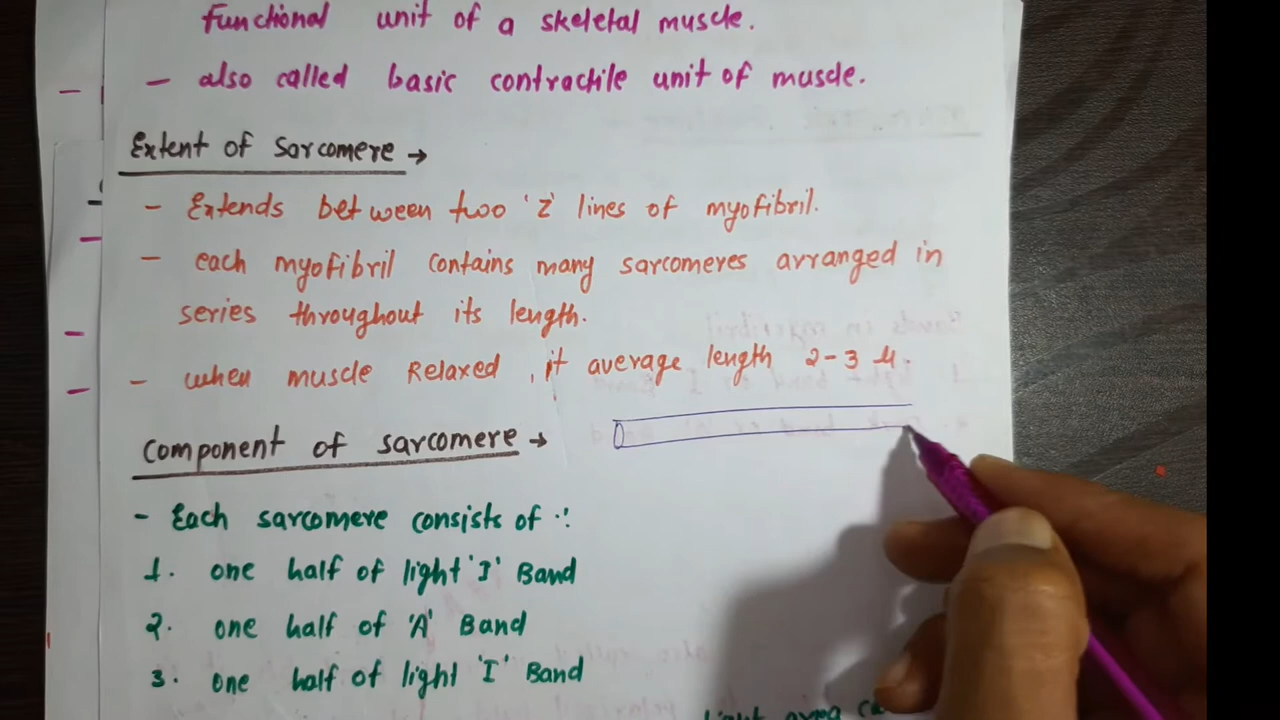 functional unit of a skeletal muscle.
- also called basic contractile unit of muscle.
Extent of Sarcomere →
- Extends between two 'Z' lines of myofibril.
- each myofibril contains many sarcomeres arranged in
series throughout its length.
- when muscle Relaxed, it average length 2-3 µ.
Component of sarcomere →
- Each sarcomere consists of :
1. one half of light 'I' Band
2. one half of 'A' Band
3. one half of light 'I' Band
light area